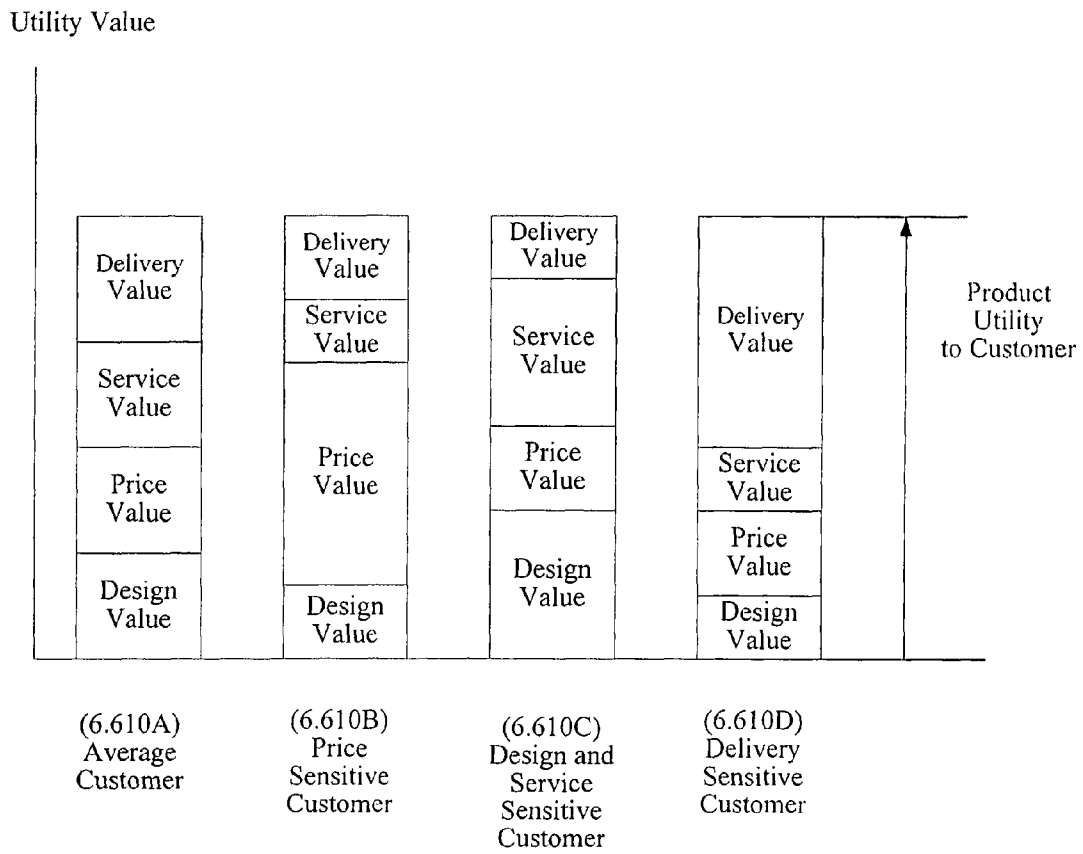 Utility Value
Delivery
Value
Service
Value
Price
Value
Design
Value
Delivery
Value
Service
Value
Price
Value
Design
Value
Delivery
Value
Service
Value
Price
Value
Design
Value
Delivery
Value
Service
Value
Price
Value
Design
Value
Product
Utility
to Customer
(6.610A)
Average
Customer
(6.610B)
Price
Sensitive
Customer
(6.610C)
Design and
Service
Sensitive
Customer
(6.610D)
Delivery
Sensitive
Customer